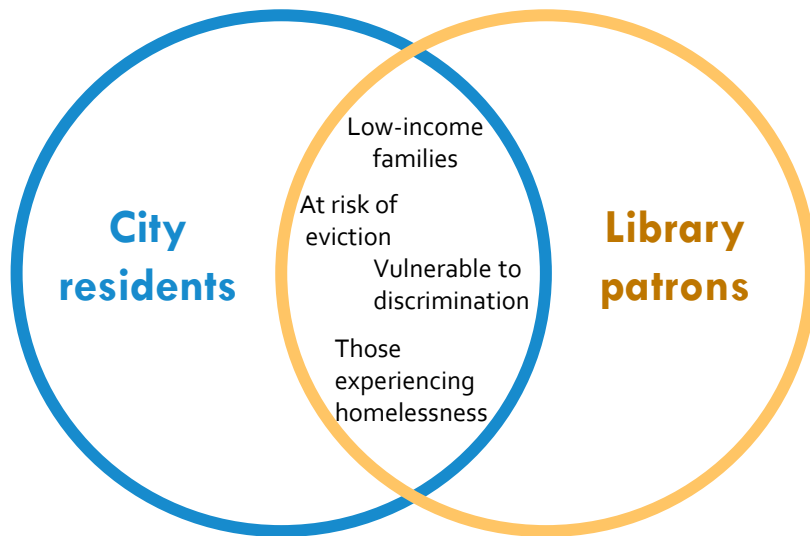 City
residents
Low-income
families
At risk of
eviction
Vulnerable to
discrimination
Those
experiencing
homelessness
Library
patrons